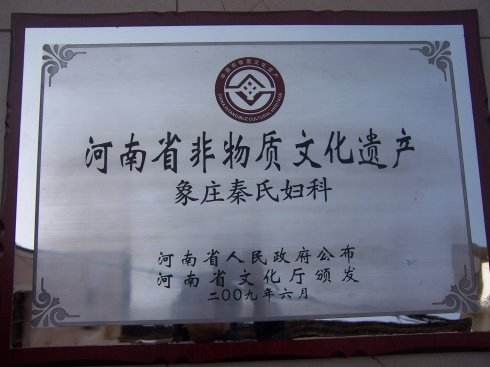 河南省非物质文化遗产
象庄秦氏妇科
河南省人民政府公布
河南省文化厅颁发
二00九年六月